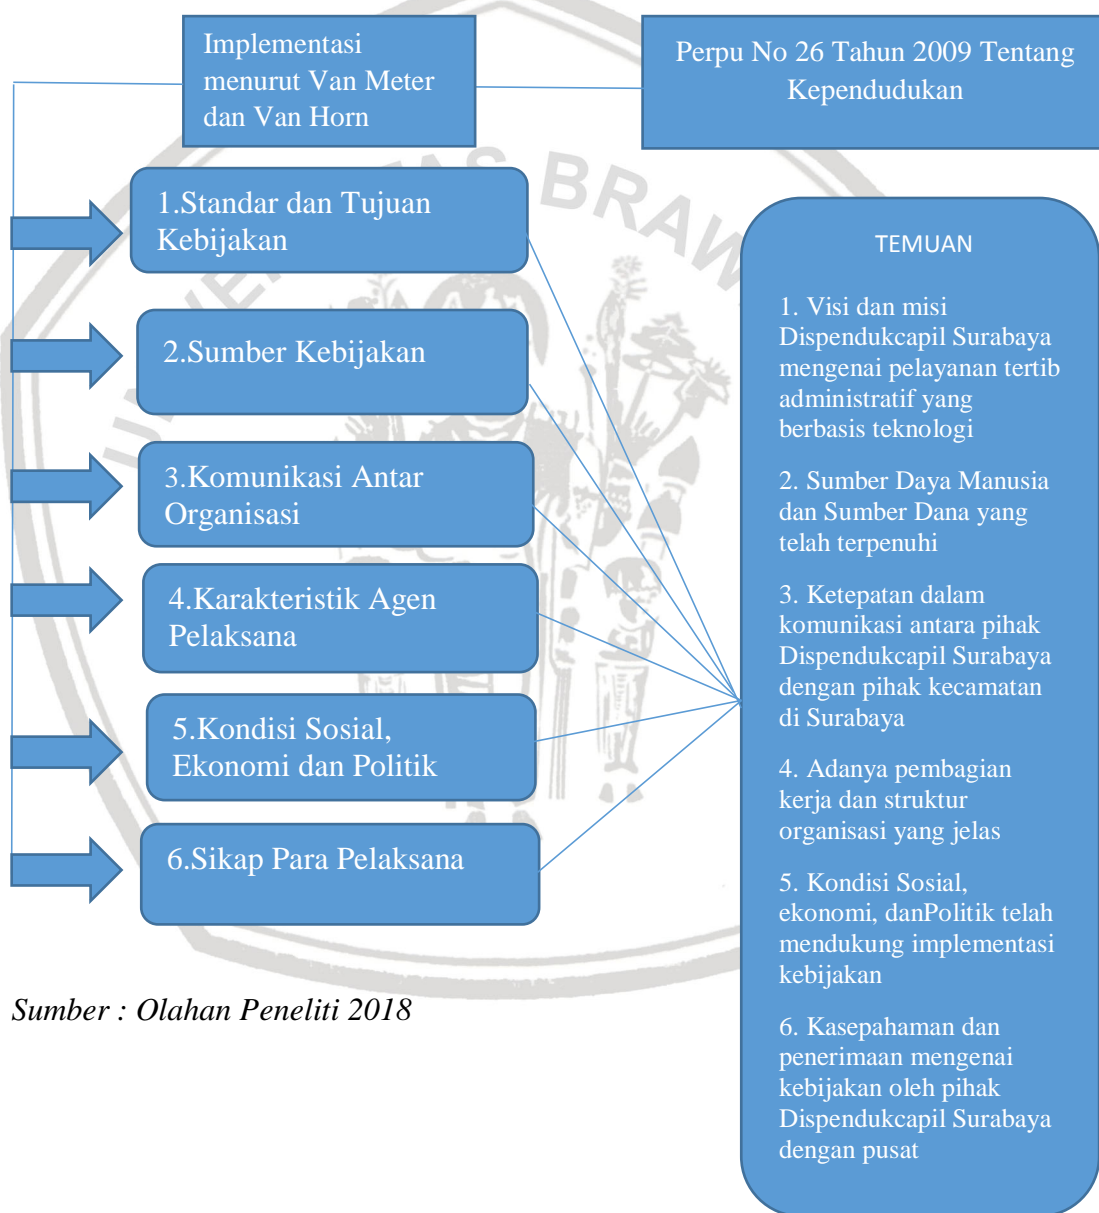 Implementasi
menurut Van Meter
dan Van Horn
Perpu No 26 Tahun 2009 Tentang
Kependudukan
1.Standar dan Tujuan
Kebijakan
2.Sumber Kebijakan
3.Komunikasi Antar
Organisasi
4.Karakteristik Agen
Pelaksana
5.Kondisi Sosial,
Ekonomi dan Politik
6.Sikap Para Pelaksana
TEMUAN
1. Visi dan misi
Dispendukcapil Surabaya
mengenai pelayanan tertib
administratif yang
berbasis teknologi
2. Sumber Daya Manusia
dan Sumber Dana yang
telah terpenuhi
3. Ketepatan dalam
komunikasi antara pihak
Dispendukcapil Surabaya
dengan pihak kecamatan
di Surabaya
4. Adanya pembagian
kerja dan struktur
organisasi yang jelas
5. Kondisi Sosial,
ekonomi, danPolitik telah
mendukung implementasi
kebijakan
6. Kasepahaman dan
penerimaan mengenai
kebijakan oleh pihak
Dispendukcapil Surabaya
dengan pusat
Sumber : Olahan Peneliti 2018